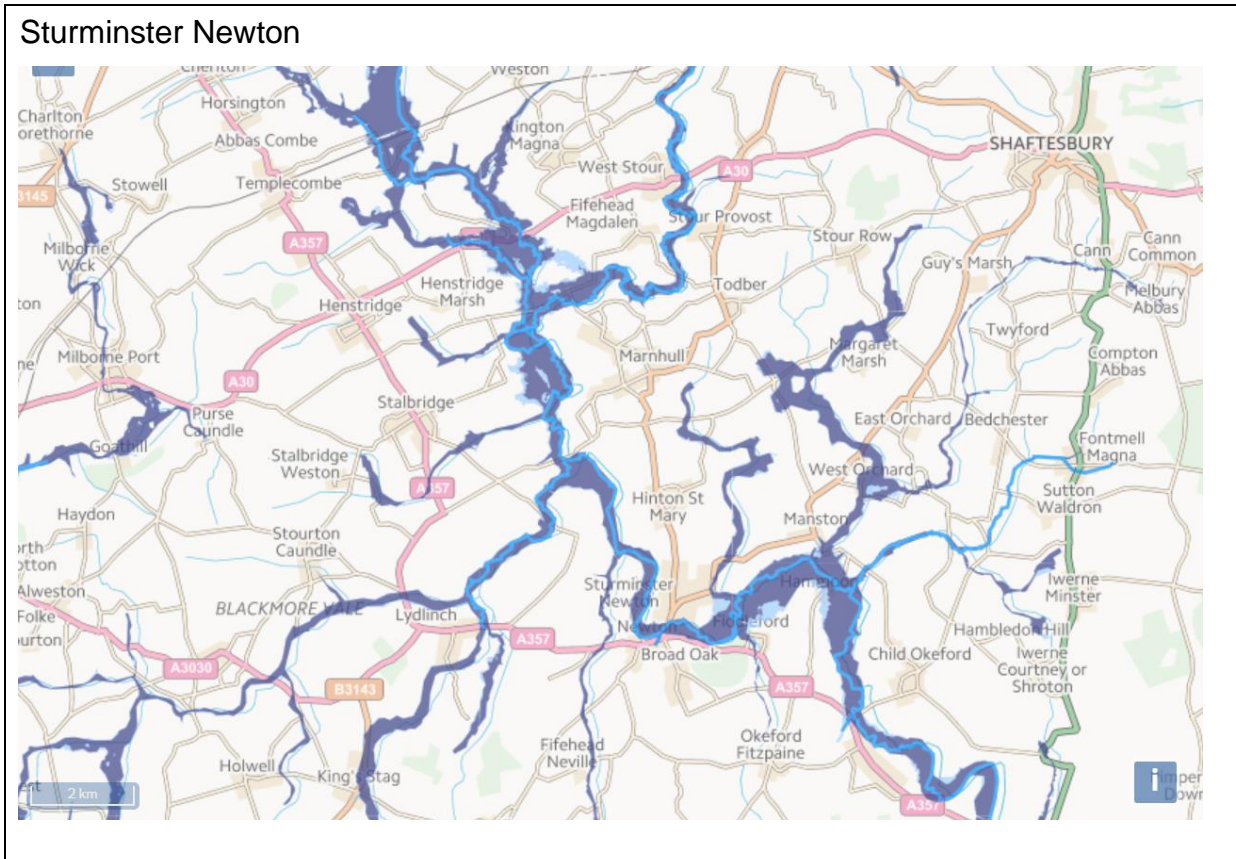 Sturminster Newton
Weston
Horsington
Charlton
Kington
Magna
Abbas Combe
SHAFTESBURY
West Stour
A30
Templecombe
Stowell
3145
Fifehead
Magdalen
Stour Provost
A357
Stour Row
Cann
Cann
Common
Milborne
Wick
Guy's Marsh
Henstridge
Marsh
Todber
Melbury
Abbas
Henstridge
Twyford
Margaret
Marsh
Milborne Port
Marnhull
Compton
Abbas
A30
Stalbridge
Purse
Caundle
East Orchard
Bedchester
Goathill
Fontmell
Magna
Stalbridge
Weston
West Orchard
A357
Hinton St
Mary
Sutton
Waldron
Haydon
Manston
Stourton
Caundle
Alweston
Sturminster
Newton
Hammoon
Iwerne
Minster
BLACKMORE VALE
Lydlinch
Folke
Newton
Fiddleford
A357
Hambledon Hill
Broad Oak
Child Okeford
Iwerne
Courtney or
Shroton
A3030
B3143
A357
Okeford
Fitzpaine
Fifehead
Neville
Holwell
King's Stag
2 km
A357
i